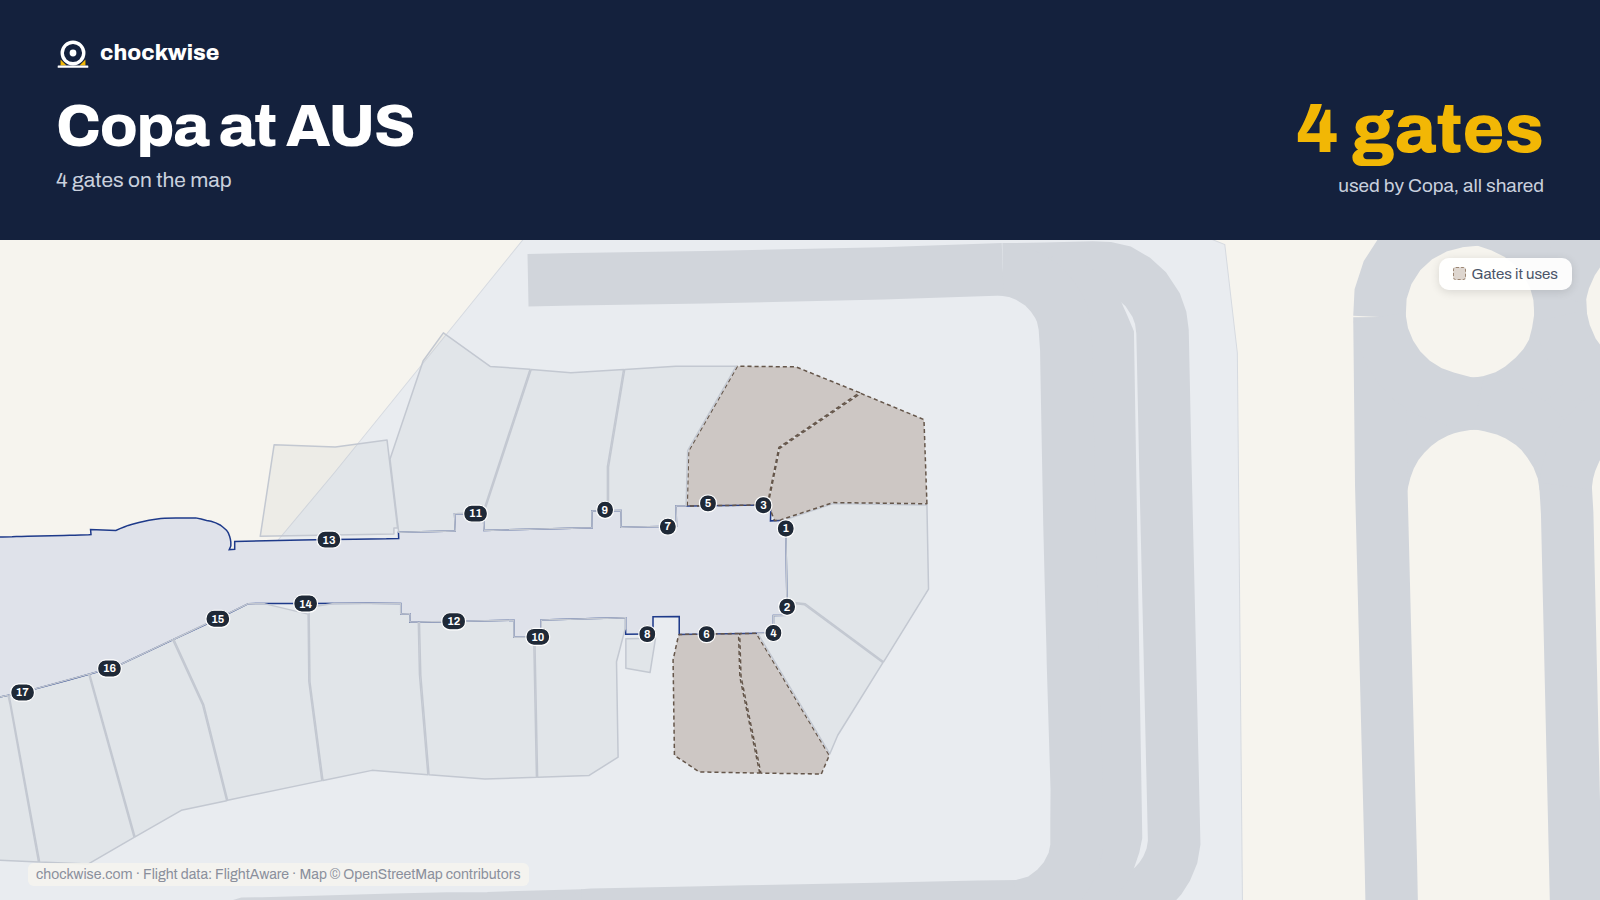 chockwise
Copa at AUS
4 gates on the map
4 gates
used by Copa, all shared
Gates it uses
11
9
5
3
7
1
13
14
2
15
12
8
6
4
10
16
17
chockwise.com · Flight data: FlightAware · Map © OpenStreetMap contributors